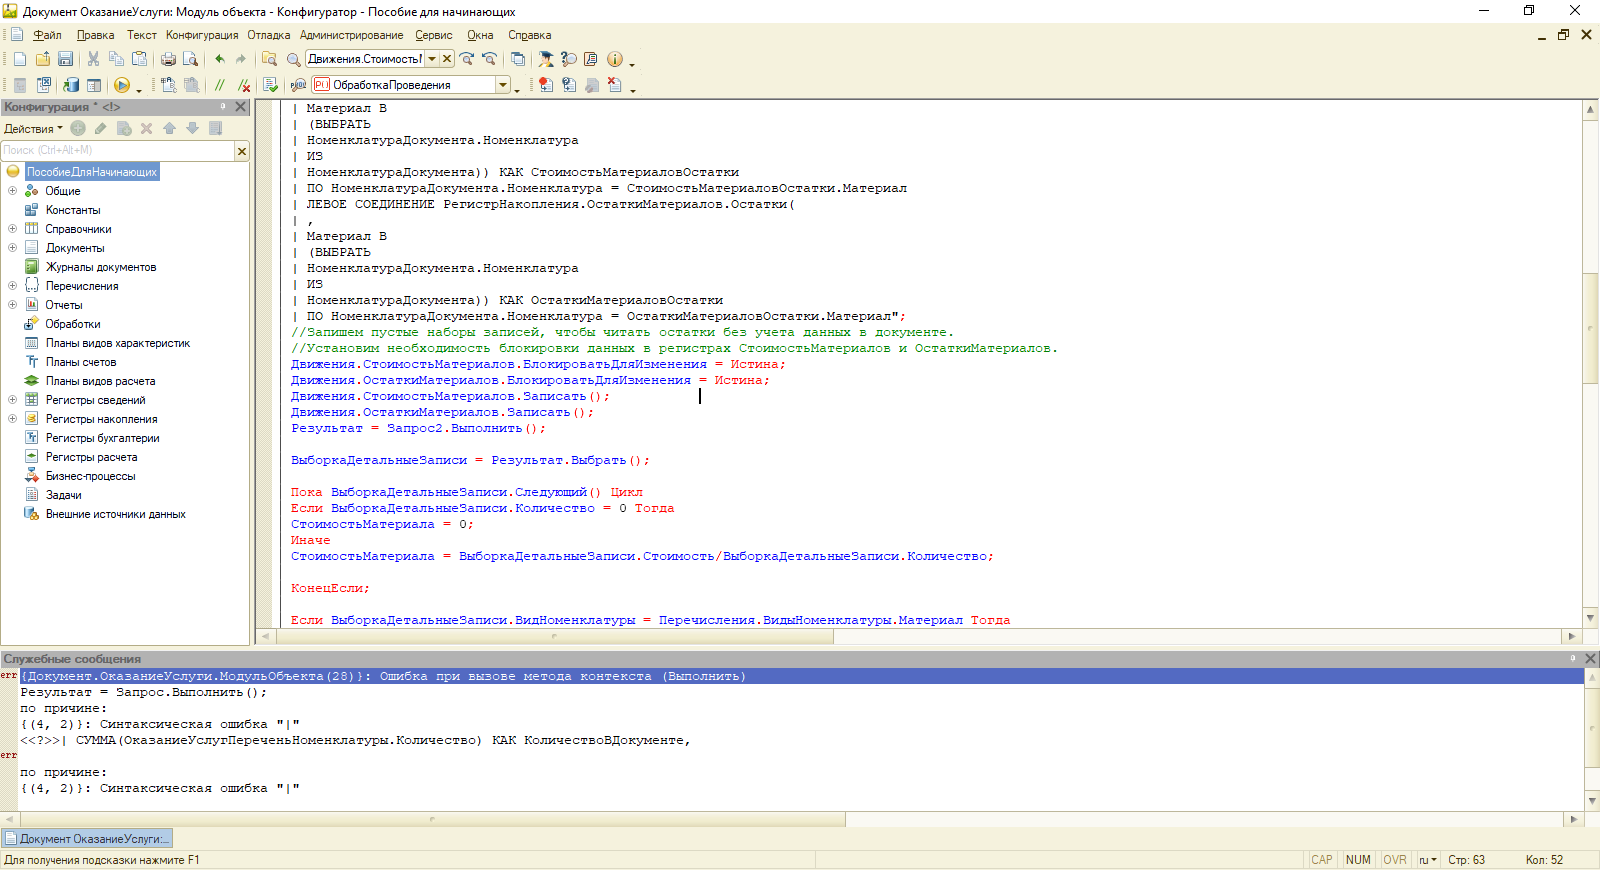 Документ ОказаниеУслуги: Модуль объекта - Конфигуратор - Пособие для начинающих
Файл Правка Текст Конфигурация Отладка Администрирование Сервис Окна Справка
Движения.Стоимость
ОбработкаПроведения
Конфигурация * <!>
Действия
Поиск (Ctrl+Alt+M)
ПособиеДляНачинающих
Общие
Константы
Справочники
Документы
Журналы документов
Перечисления
Отчеты
Обработки
Планы видов характеристик
Планы счетов
Планы видов расчета
Регистры сведений
Регистры накопления
Регистры бухгалтерии
Регистры расчета
Бизнес-процессы
Задачи
Внешние источники данных
| Материал В
| (ВЫБРАТЬ
| НоменклатураДокумента.Номенклатура
| ИЗ
| НоменклатураДокумента)) КАК СтоимостьМатериаловОстатки
| ПО НоменклатураДокумента.Номенклатура = СтоимостьМатериаловОстатки.Материал
| ЛЕВОЕ СОЕДИНЕНИЕ РегистрНакопления.ОстаткиМатериалов.Остатки(
| ,
| Материал В
| (ВЫБРАТЬ
| НоменклатураДокумента.Номенклатура
| ИЗ
| НоменклатураДокумента)) КАК ОстаткиМатериаловОстатки
| ПО НоменклатураДокумента.Номенклатура = ОстаткиМатериаловОстатки.Материал";
//Запишем пустые наборы записей, чтобы читать остатки без учета данных в документе.
//Установим необходимость блокировки данных в регистрах СтоимостьМатериалов и ОстаткиМатериалов.
Движения.СтоимостьМатериалов.БлокироватьДляИзменения = Истина;
Движения.ОстаткиМатериалов.БлокироватьДляИзменения = Истина;
Движения.СтоимостьМатериалов.Записать();
Движения.ОстаткиМатериалов.Записать();
Результат = Запрос2.Выполнить();
ВыборкаДетальныеЗаписи = Результат.Выбрать();
Пока ВыборкаДетальныеЗаписи.Следующий() Цикл
Если ВыборкаДетальныеЗаписи.Количество = 0 Тогда
СтоимостьМатериала = 0;
Иначе
СтоимостьМатериала = ВыборкаДетальныеЗаписи.Стоимость/ВыборкаДетальныеЗаписи.Количество;
КонецЕсли;
Если ВыборкаДетальныеЗаписи.ВидНоменклатуры = Перечисления.ВидыНоменклатуры.Материал Тогда
Служебные сообщения
err {Документ.ОказаниеУслуги.МодульОбъекта(28)}: Ошибка при вызове метода контекста (Выполнить)
Результат = Запрос.Выполнить();
по причине:
{(4, 2)}: Синтаксическая ошибка "|"
<<?>>| СУММА(ОказаниеУслугПереченьНоменклатуры.Количество) КАК КоличествоВДокументе,
err
по причине:
{(4, 2)}: Синтаксическая ошибка "|"
Документ ОказаниеУслуги:...
Для получения подсказки нажмите F1
CAP NUM OVR ru Стр: 63 Кол: 52